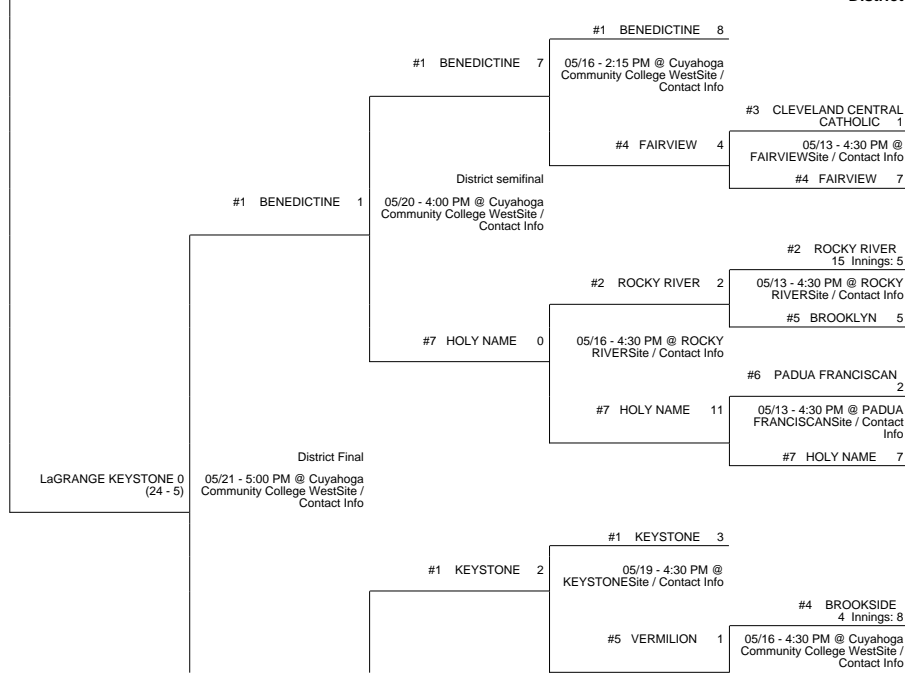 District
#1 BENEDICTINE 8
#1 BENEDICTINE 7
05/16 - 2:15 PM @ Cuyahoga
Community College WestSite /
Contact Info
#3 CLEVELAND CENTRAL
CATHOLIC 1
#4 FAIRVIEW 4
05/13 - 4:30 PM @
FAIRVIEWSite / Contact Info
#4 FAIRVIEW 7
District semifinal
#1 BENEDICTINE 1
05/20 - 4:00 PM @ Cuyahoga
Community College WestSite /
Contact Info
#2 ROCKY RIVER
15 Innings: 5
#2 ROCKY RIVER 2
05/13 - 4:30 PM @ ROCKY
RIVERSite / Contact Info
#5 BROOKLYN 5
#7 HOLY NAME 0
05/16 - 4:30 PM @ ROCKY
RIVERSite / Contact Info
#6 PADUA FRANCISCAN
2
#7 HOLY NAME 11
05/13 - 4:30 PM @ PADUA
FRANCISCANSite / Contact
Info
#7 HOLY NAME 7
District Final
LaGRANGE KEYSTONE 0
(24 - 5)
05/21 - 5:00 PM @ Cuyahoga
Community College WestSite /
Contact Info
#1 KEYSTONE 3
#1 KEYSTONE 2
05/19 - 4:30 PM @
KEYSTONESite / Contact Info
#4 BROOKSIDE
4 Innings: 8
#5 VERMILION 1
05/16 - 4:30 PM @ Cuyahoga
Community College WestSite /
Contact Info